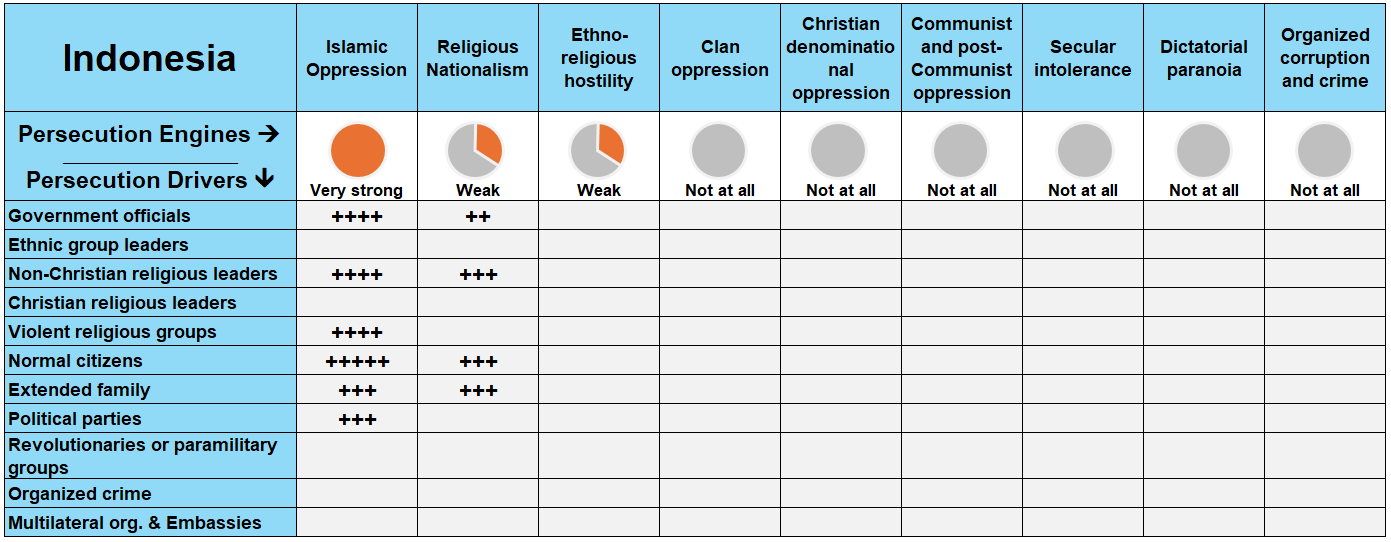 Indonesia
Islamic
Oppression
Religious
Nationalism
Ethno-
religious
hostility
Clan
oppression
Christian
denominatio
nal
oppression
Communist
and post-
Communist
oppression
Secular
intolerance
Dictatorial
paranoia
Organized
corruption
and crime
Persecution Engines →
Persecution Drivers ↓
Very strong
Weak
Weak
Not at all
Not at all
Not at all
Not at all
Not at all
Not at all
Government officials ++++ ++
Ethnic group leaders
Non-Christian religious leaders ++++ +++
Christian religious leaders
Violent religious groups ++++
Normal citizens +++++ +++
Extended family +++ +++
Political parties +++
Revolutionaries or paramilitary
groups
Organized crime
Multilateral org. & Embassies